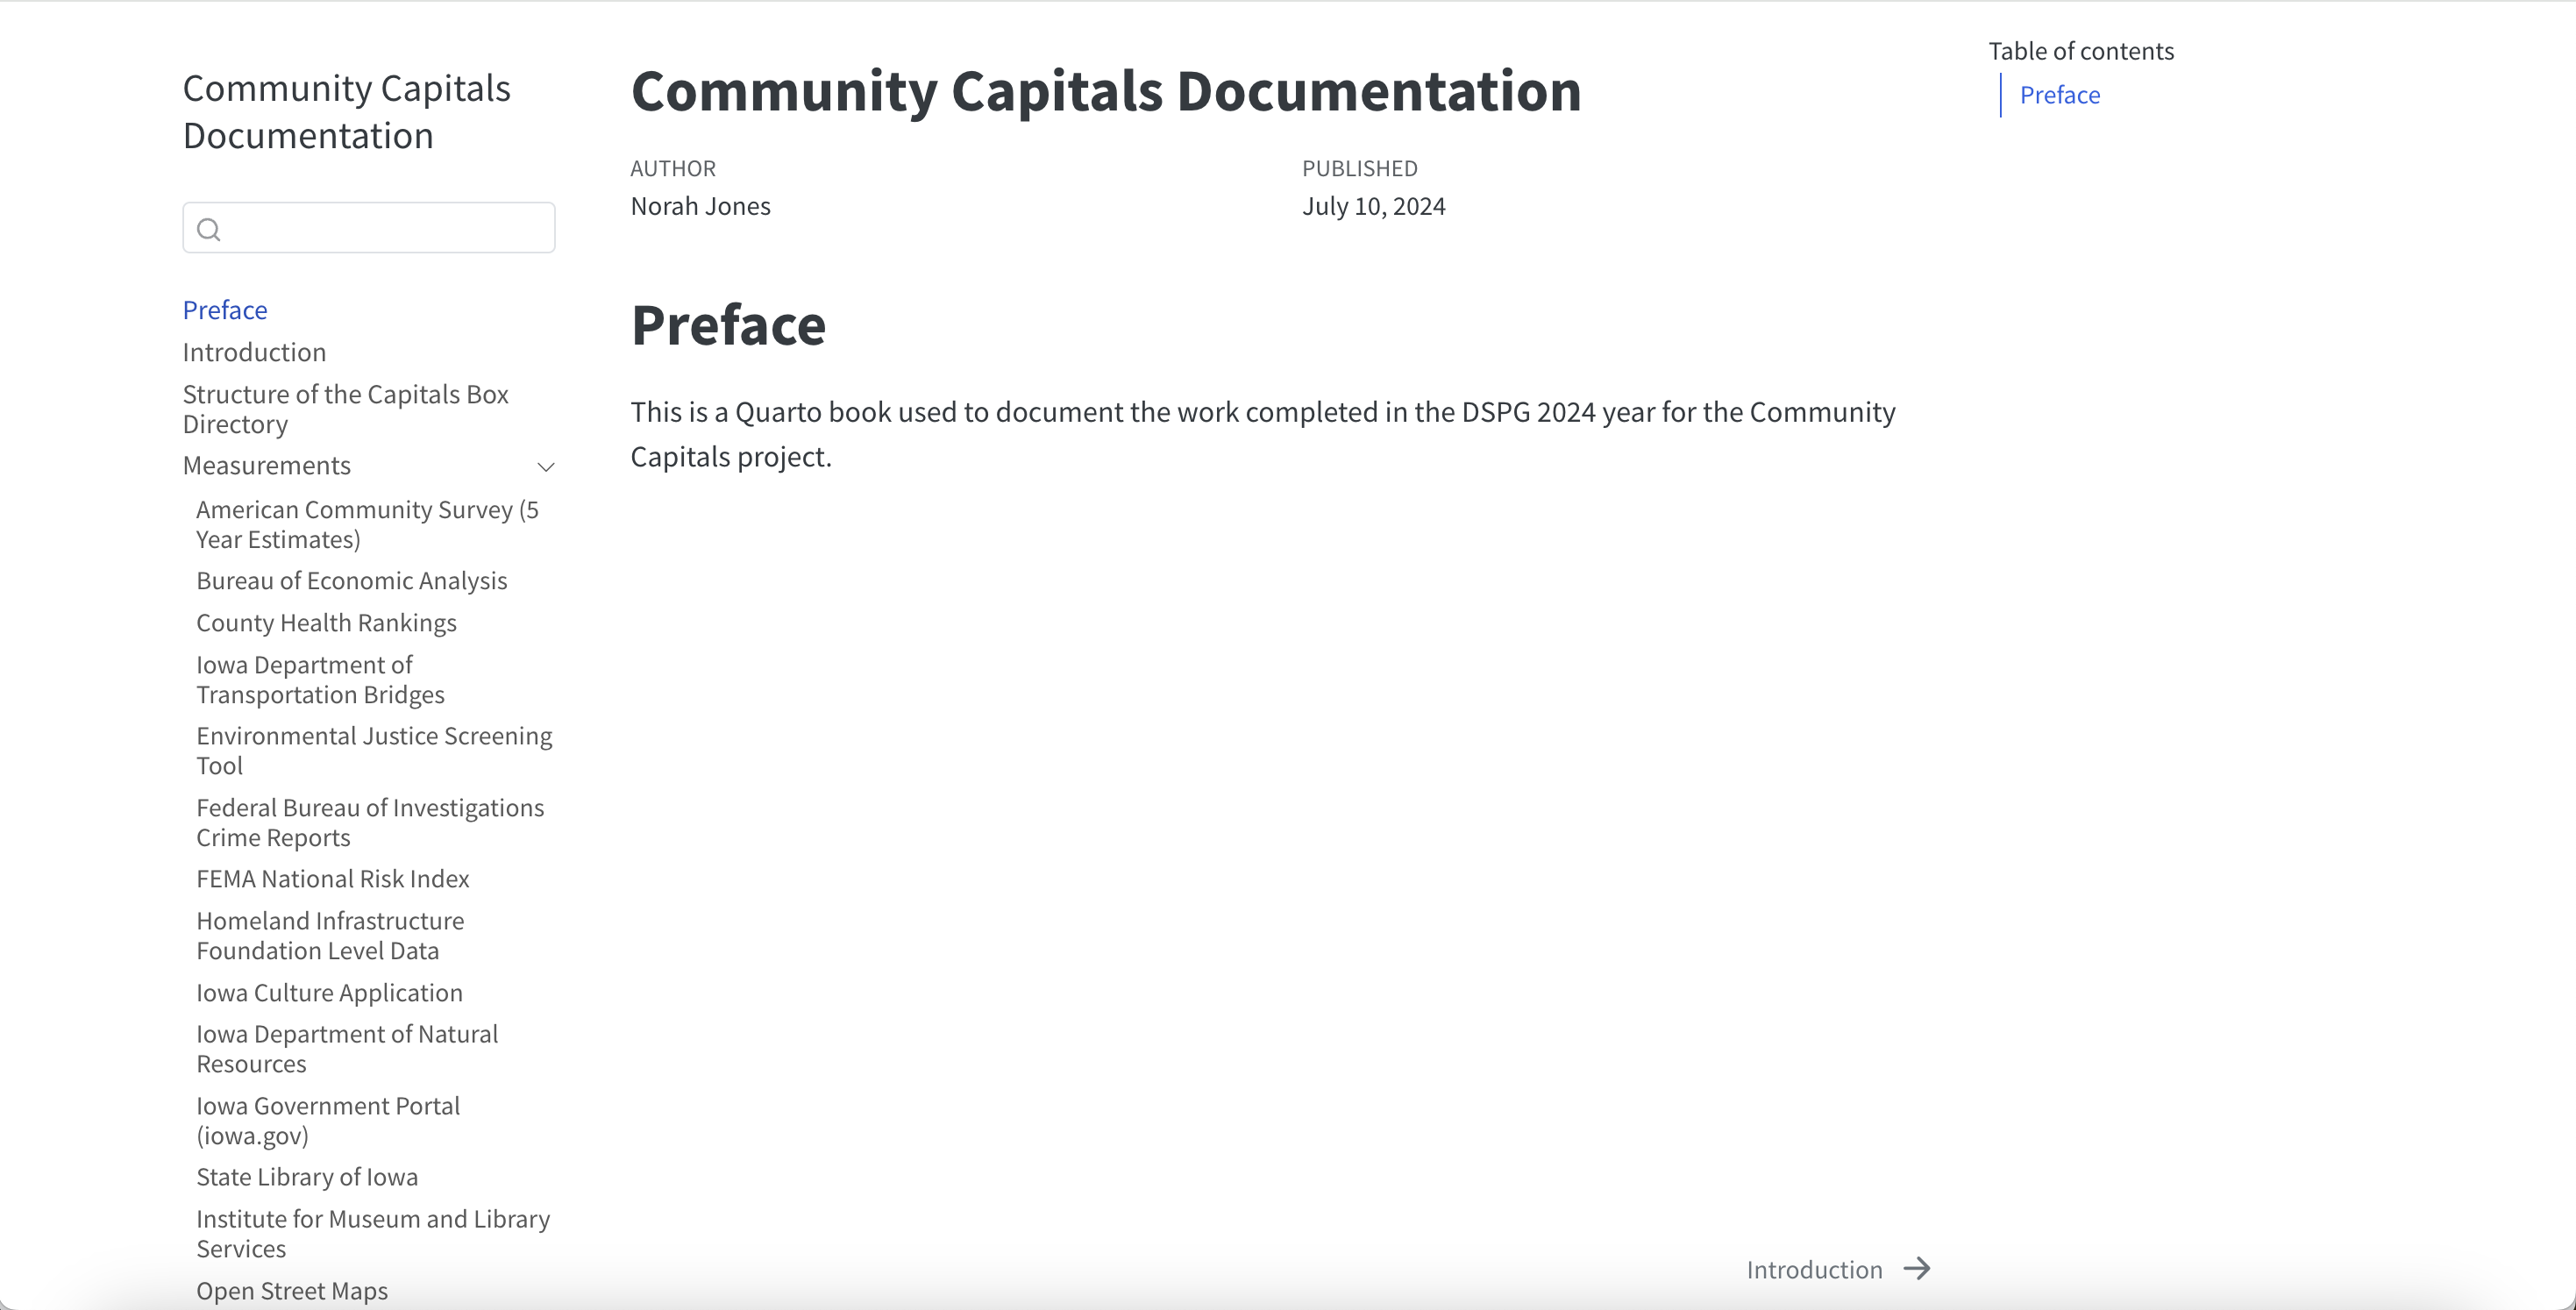 Community Capitals
Documentation
Preface
Introduction
Structure of the Capitals Box
Directory
Measurements
American Community Survey (5
Year Estimates)
Bureau of Economic Analysis
County Health Rankings
Iowa Department of
Transportation Bridges
Environmental Justice Screening
Tool
Federal Bureau of Investigations
Crime Reports
FEMA National Risk Index
Homeland Infrastructure
Foundation Level Data
Iowa Culture Application
Iowa Department of Natural
Resources
Iowa Government Portal
(iowa.gov)
State Library of Iowa
Institute for Museum and Library
Services
Open Street Maps
Community Capitals Documentation
AUTHOR
Norah Jones
PUBLISHED
July 10, 2024
Preface
This is a Quarto book used to document the work completed in the DSPG 2024 year for the Community
Capitals project.
Introduction
Table of contents
Preface